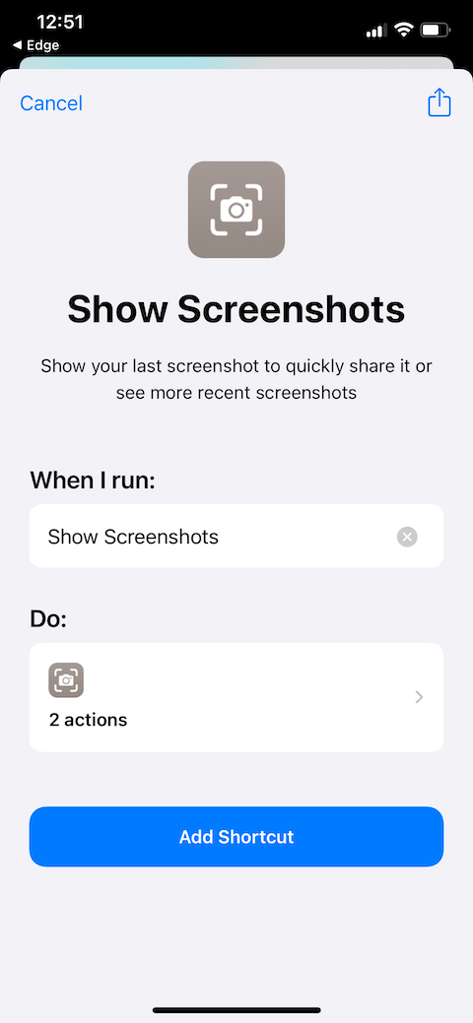 12:51
◀ Edge
Cancel
Show Screenshots
Show your last screenshot to quickly share it or
see more recent screenshots
When I run:
Show Screenshots
Do:
2 actions
Add Shortcut